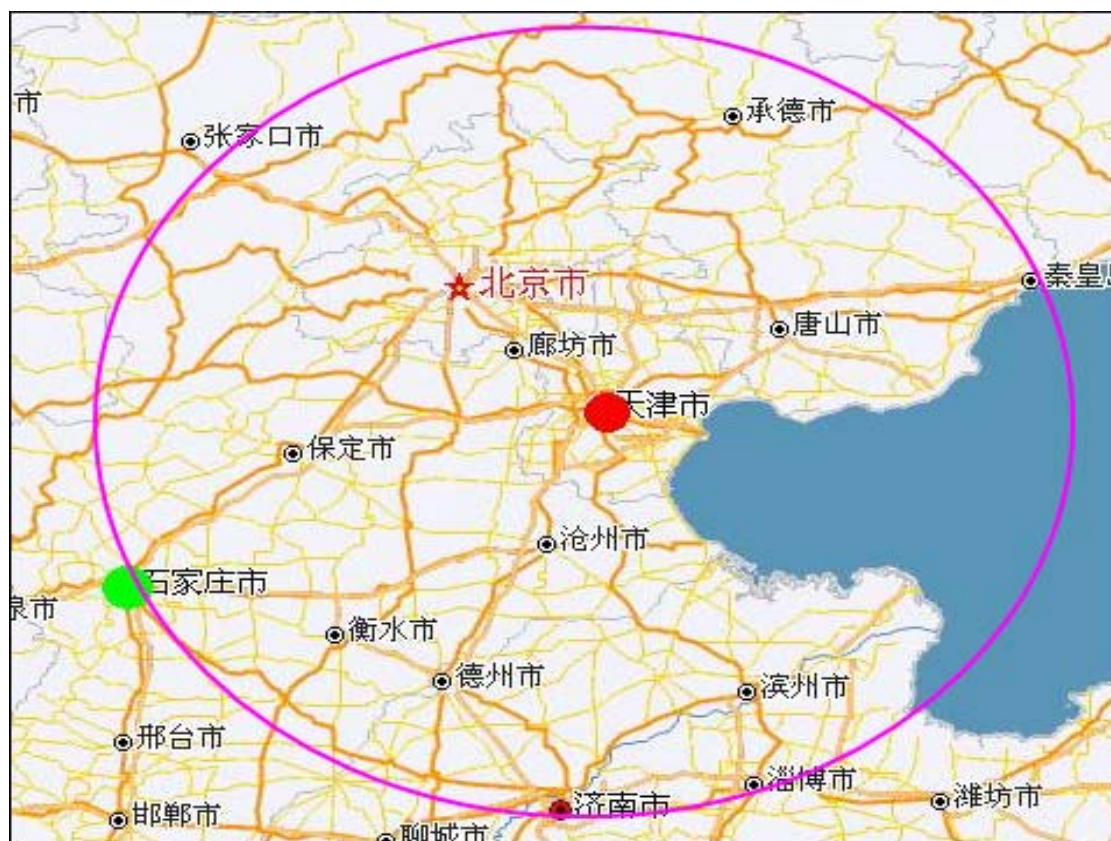 市
承德市
张家口市
北京市
秦皇
唐山市
廊坊市
天津市
保定市
沧州市
石家庄市
泉市
衡水市
德州市
滨州市
邢台市
淄博市
潍坊市
济南市
邯郸市
聊城市